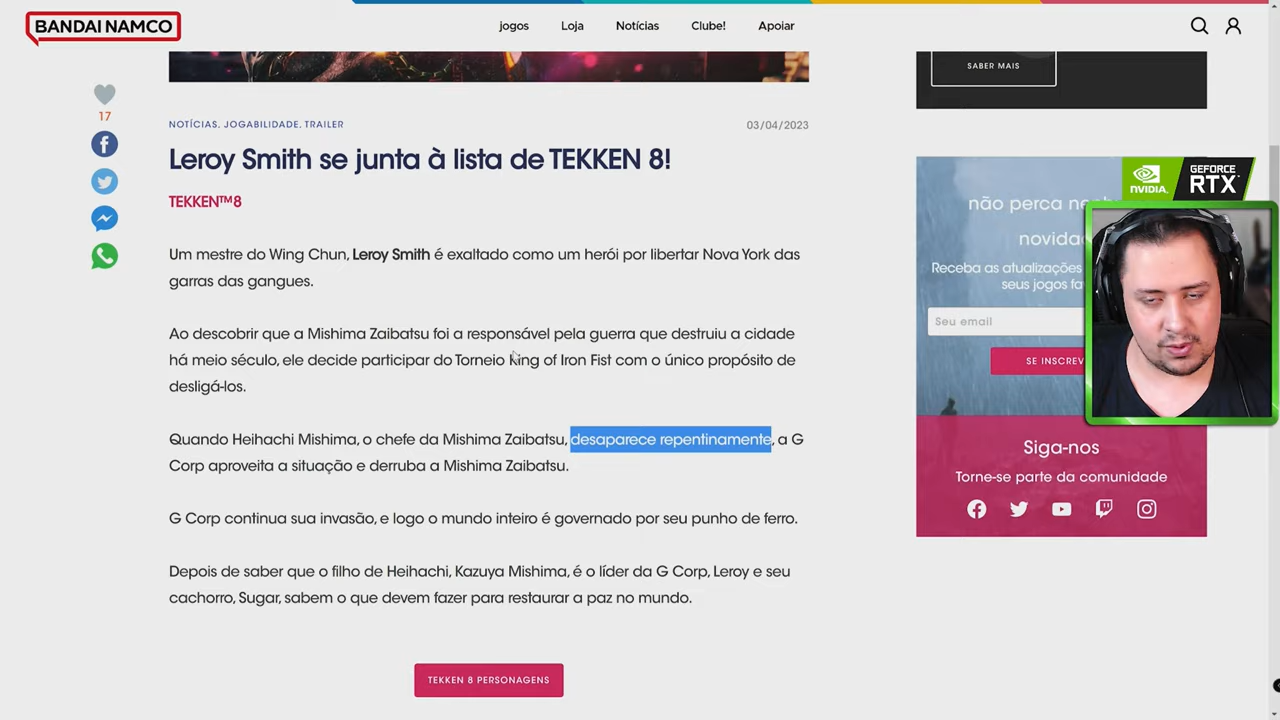 BANDAI NAMCO
jogos
Loja
Notícias
Clube!
Apoiar
SABER MAIS
17
NOTÍCIAS. JOGABILIDADE. TRAILER
03/04/2023
Leroy Smith se junta à lista de TEKKEN 8!
TEKKEN™8
Um mestre do Wing Chun, Leroy Smith é exaltado como um herói por libertar Nova York das
garras das gangues.
Ao descobrir que a Mishima Zaibatsu foi a responsável pela guerra que destruiu a cidade
há meio século, ele decide participar do Torneio King of Iron Fist com o único propósito de
desligá-los.
Quando Heihachi Mishima, o chefe da Mishima Zaibatsu, desaparece repentinamente, a G
Corp aproveita a situação e derruba a Mishima Zaibatsu.
G Corp continua sua invasão, e logo o mundo inteiro é governado por seu punho de ferro.
Depois de saber que o filho de Heihachi, Kazuya Mishima, é o líder da G Corp, Leroy e seu
cachorro, Sugar, sabem o que devem fazer para restaurar a paz no mundo.
TEKKEN 8 PERSONAGENS
NVIDIA.
GEFORCE
RTX
não perca
Receba as atualizações
seus jogos
Seu email
SE
Siga-nos
Torne-se parte da comunidade